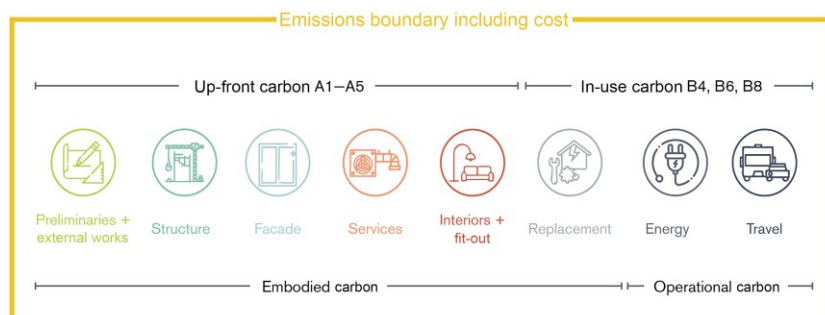 Emissions boundary including cost
Up-front carbon A1–A5
In-use carbon B4, B6, B8
Preliminaries +
external works
Structure
Facade
Services
Interiors +
fit-out
Replacement
Energy
Travel
Embodied carbon
Operational carbon